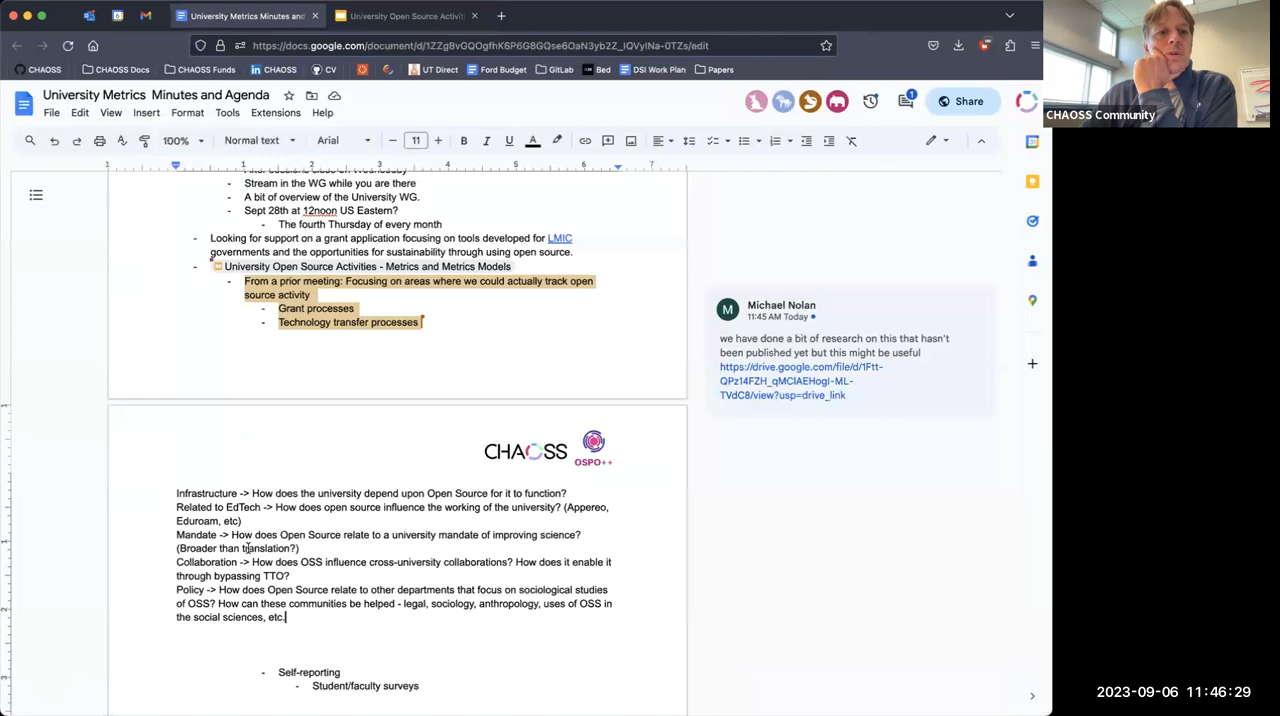 University Metrics Minutes and
University Open Source Activiti
https://docs.google.com/document/d/1ZZg8vGQOgfhK6P6G8GQse6OaN3yb2Z_IQVyINa-0TZs/edit
CHAOSS
CHAOSS Docs
CHAOSS Funds
CHAOSS
CV
UT Direct
Ford Budget
GitLab
Bed
DSI Work Plan
Papers
CHAOSS Community
University Metrics Minutes and Agenda
File Edit View Insert Format Tools Extensions Help
1
Share
100%
Normal text
Arial
11
1 1 2 3 4 5 6 7
- Stream in the WG while you are there
- A bit of overview of the University WG.
- Sept 28th at 12noon US Eastern?
- The fourth Thursday of every month
- Looking for support on a grant application focusing on tools developed for LMIC
governments and the opportunities for sustainability through using open source.
- University Open Source Activities - Metrics and Metrics Models
- From a prior meeting: Focusing on areas where we could actually track open
source activity
- Grant processes
- Technology transfer processes
M
Michael Nolan
11:45 AM Today
we have done a bit of research on this that hasn't
been published yet but this might be useful
https://drive.google.com/file/d/1Ftt-
QPz14FZH_qMClAEHogI-ML-
TVdC8/view?usp=drive_link
CHAOSS
OSPO++
Infrastructure -> How does the university depend upon Open Source for it to function?
Related to EdTech -> How does open source influence the working of the university? (Appereo,
Eduroam, etc)
Mandate -> How does Open Source relate to a university mandate of improving science?
(Broader than translation?)
Collaboration -> How does OSS influence cross-university collaborations? How does it enable it
through bypassing TTO?
Policy -> How does Open Source relate to other departments that focus on sociological studies
of OSS? How can these communities be helped - legal, sociology, anthropology, uses of OSS in
the social sciences, etc.
- Self-reporting
- Student/faculty surveys
2023-09-06 11:46:29